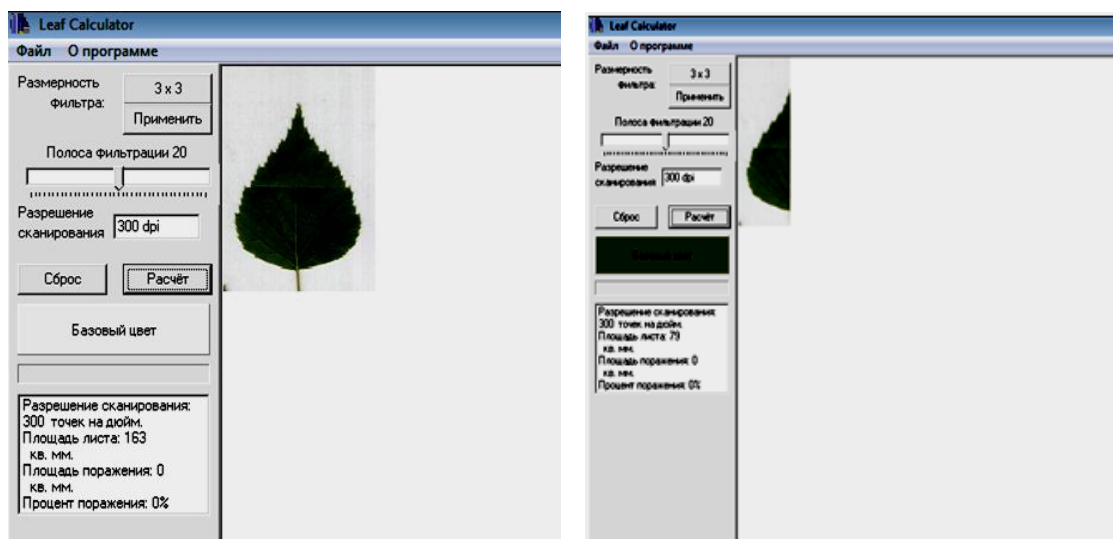 Leaf Calculator
Файл О программе
Размерность
фильтра:
3 x 3
Применить
Полоса фильтрации 20
Разрешение
сканирования
300 dpi
Сброс Расчёт
Базовый цвет
Разрешение сканирования:
300 точек на дюйм.
Площадь листа: 163
кв. мм.
Площадь поражения: 0
кв. мм.
Процент поражения: 0%
Leaf Calculator
Файл О программе
Размерность
фильтра:
3 x 3
Применить
Полоса фильтрации 20
Разрешение
сканирования
300 dpi
Сброс Расчёт
Базовый цвет
Разрешение сканирования:
300 точек на дюйм.
Площадь листа: 79
кв. мм.
Площадь поражения: 0
кв. мм.
Процент поражения: 0%